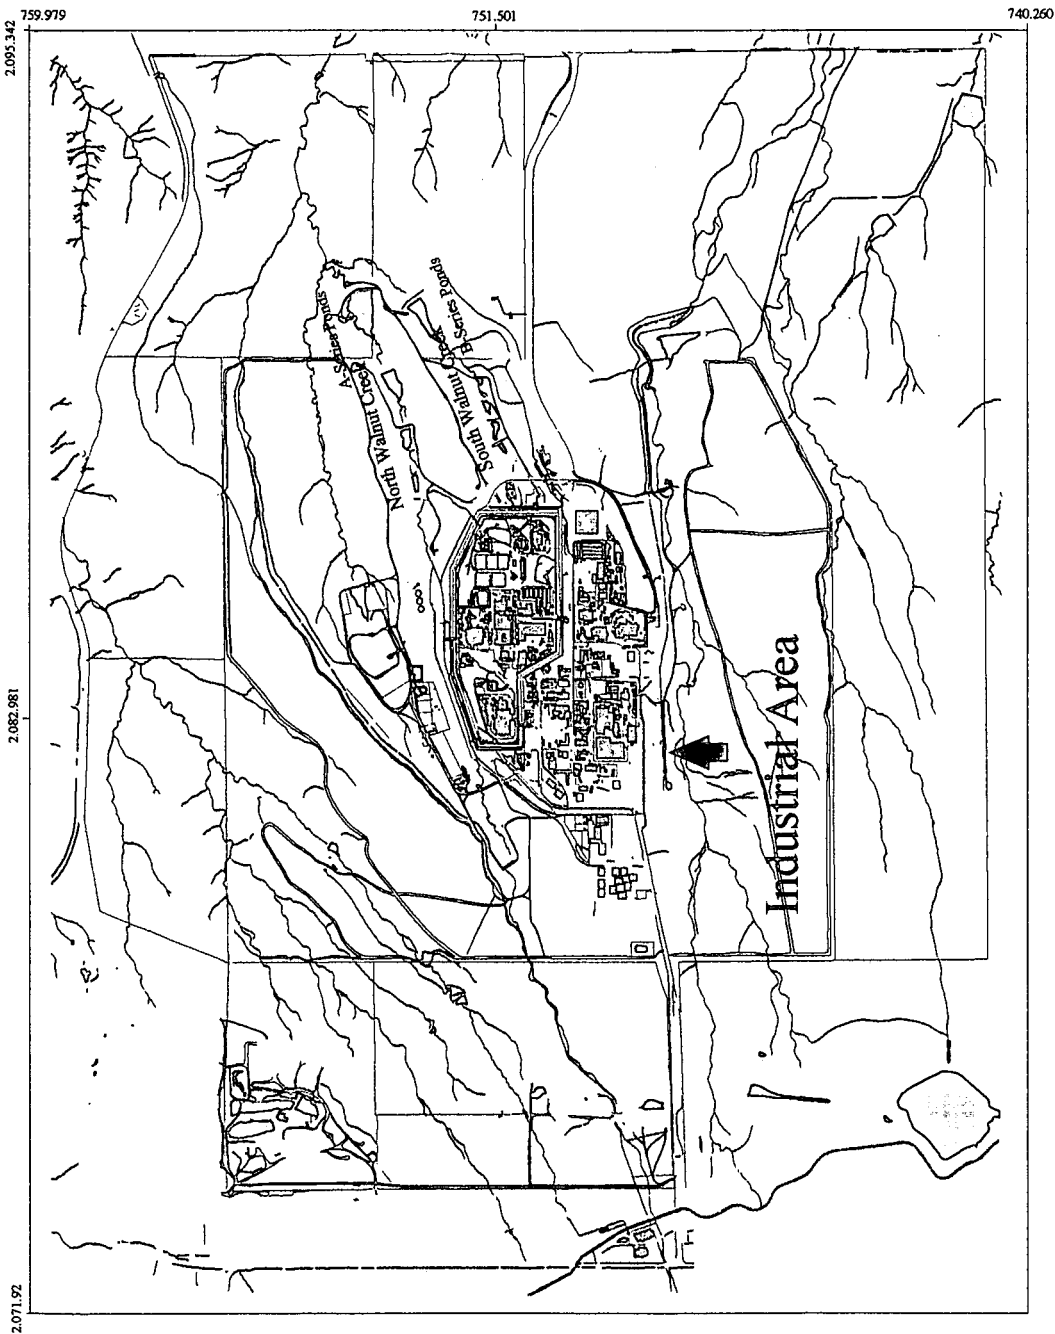 759.979
751.501
740.260
2.095.342
A-Series Ponds
B-Series Ponds
North Walnut Creek
South Walnut Creek
2.082.981
Industrial Area
2.071.92